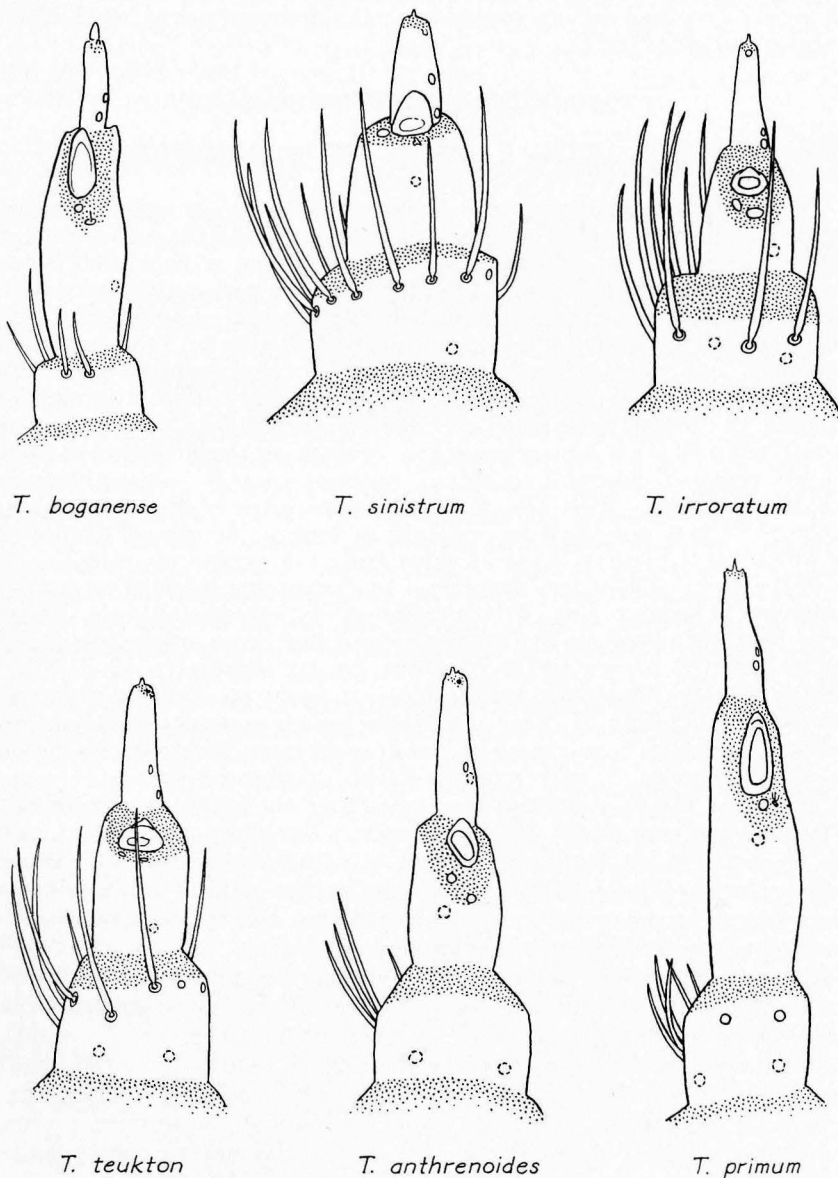 T. boganense T. sinistrum T. irroratum
T. teukton T. anthrenoides T. primum